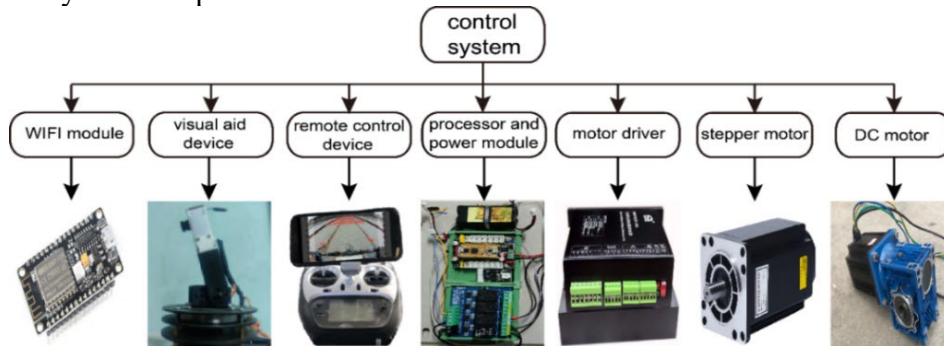 control
system
WIFI module
visual aid
device
remote control
device
processor and
power module
motor driver
stepper motor
DC motor